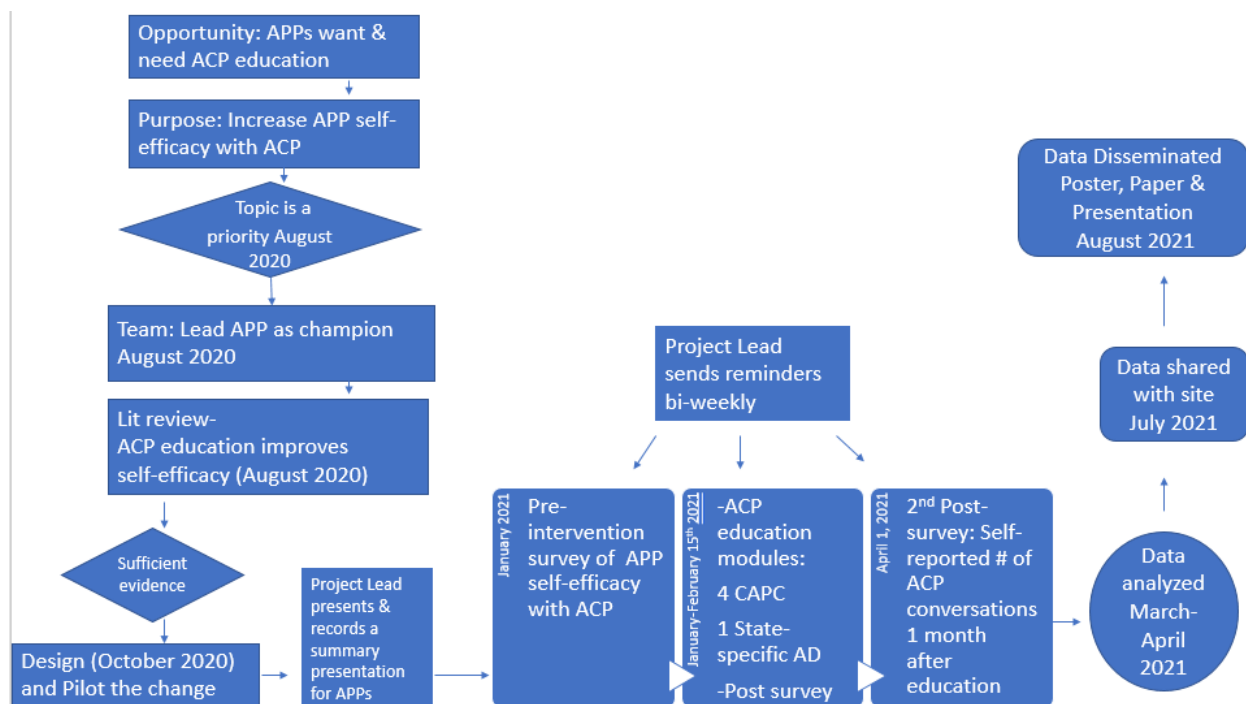 Opportunity: APPs want &
need ACP education
Purpose: Increase APP self-
efficacy with ACP
Topic is a
priority August
2020
Team: Lead APP as champion
August 2020
Lit review-
ACP education improves
self-efficacy (August 2020)
Sufficient
evidence
Design (October 2020)
and Pilot the change
Project Lead
presents &
records a
summary
presentation
for APPs
Project Lead
sends reminders
bi-weekly
January 2021
Pre-
intervention
survey of APP
self-efficacy
with ACP
January-February 15th 2021
-ACP
education
modules:
4 CAPC
1 State-
specific AD
-Post survey
April 1, 2021
2nd Post-
survey: Self-
reported # of
ACP
conversations
1 month
after
education
Data
analyzed
March-
April
2021
Data shared
with site
July 2021
Data Disseminated
Poster, Paper &
Presentation
August 2021